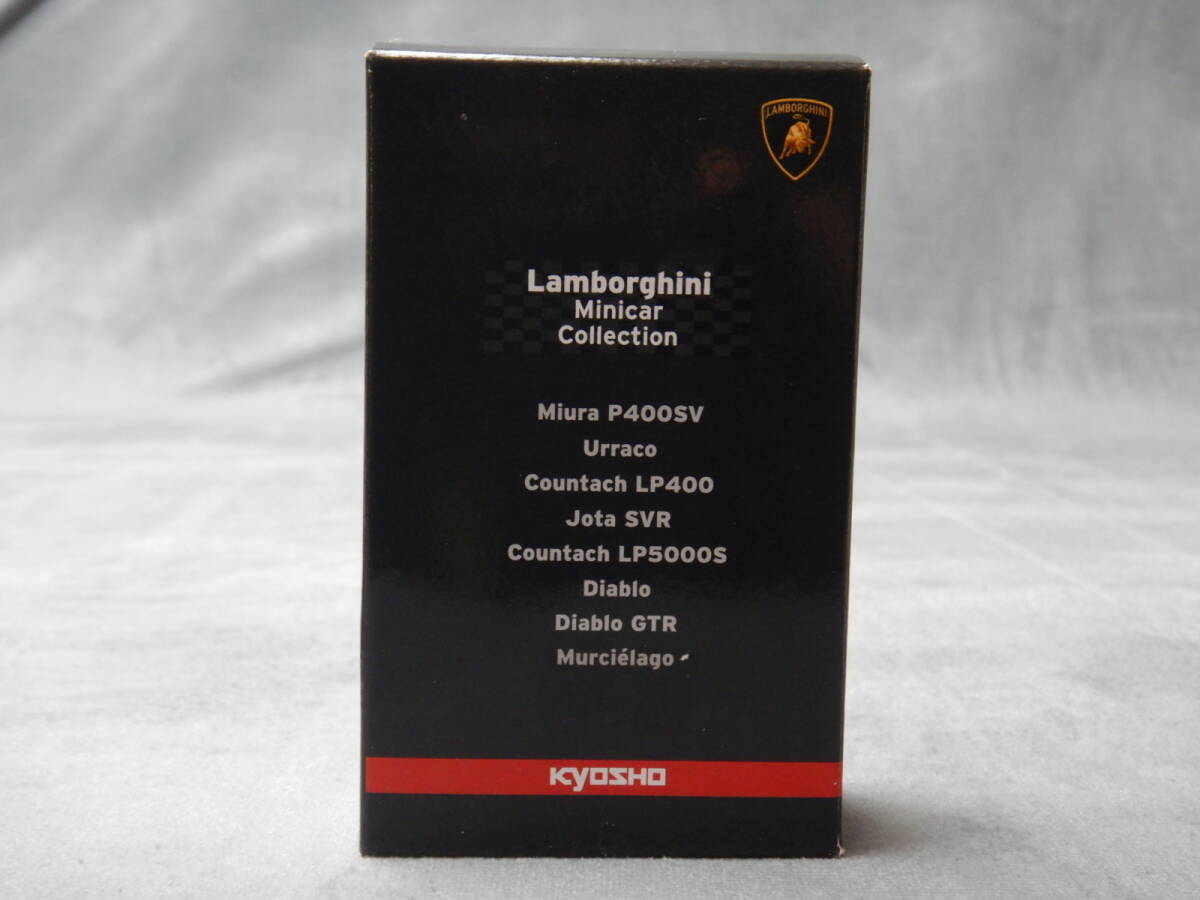 LAMBORGHINI
Lamborghini
Minicar
Collection
Miura P400SV
Urraco
Countach LP400
Jota SVR
Countach LP5000S
Diablo
Diablo GTR
Murciélago
KYOSHO